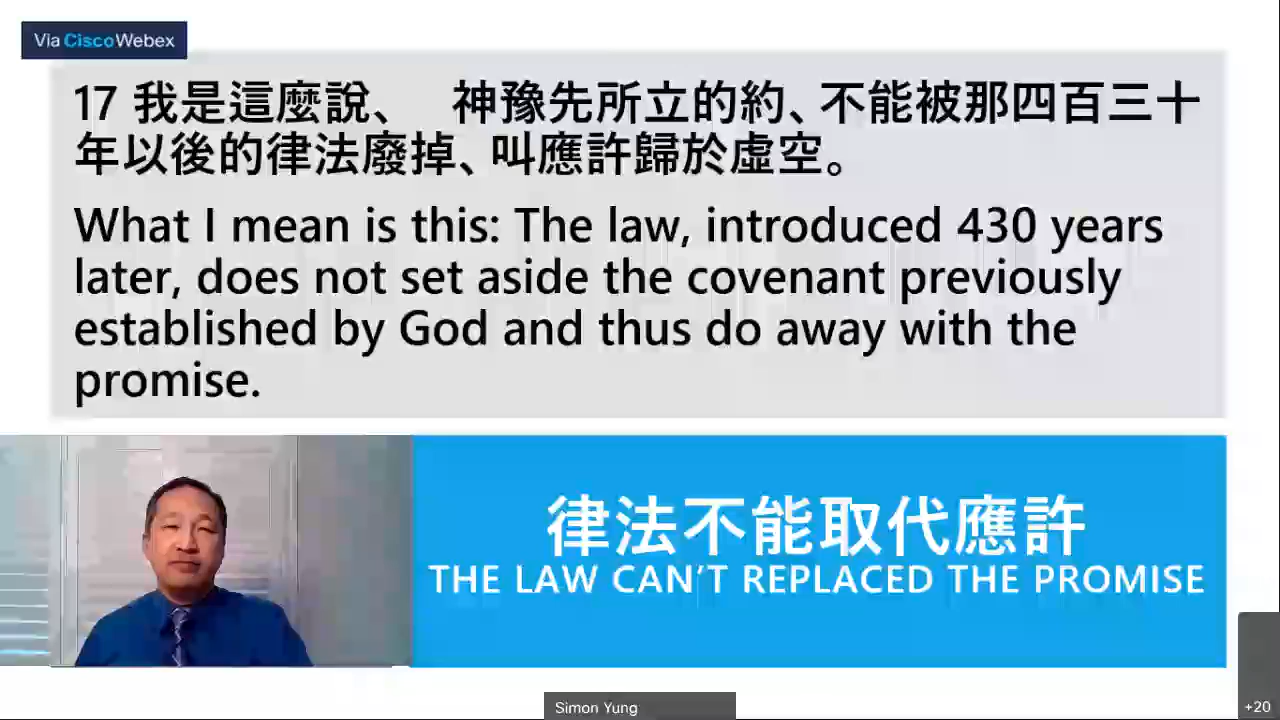 Via Cisco Webex
17 我是這麼說、　神豫先所立的約、不能被那四百三十
年以後的律法廢掉、叫應許歸於虛空。
What I mean is this: The law, introduced 430 years
later, does not set aside the covenant previously
established by God and thus do away with the
promise.
律法不能取代應許
THE LAW CAN'T REPLACED THE PROMISE
Simon Yung
+20